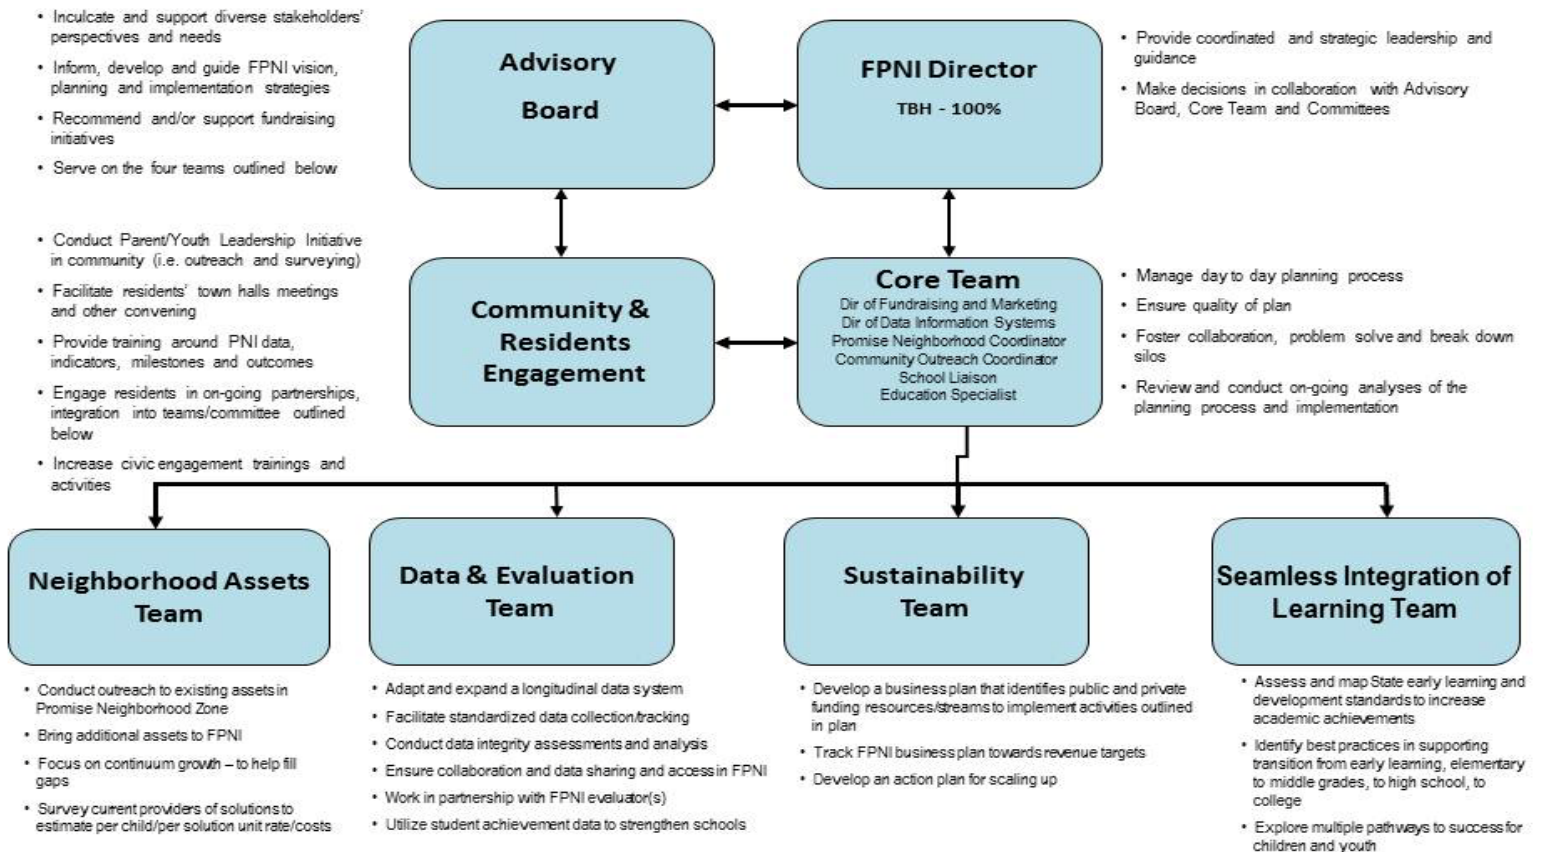 • Inculcate and support diverse stakeholders'
perspectives and needs
• Inform, develop and guide FPNI vision,
planning and implementation strategies
• Recommend and/or support fundraising
initiatives
• Serve on the four teams outlined below
Advisory
Board
FPNI Director
TBH - 100%
• Provide coordinated and strategic leadership and
guidance
• Make decisions in collaboration with Advisory
Board, Core Team and Committees
• Conduct Parent/Youth Leadership Initiative
in community (i.e. outreach and surveying)
• Facilitate residents' town halls meetings
and other convening
• Provide training around PNI data,
indicators, milestones and outcomes
• Engage residents in on-going partnerships,
integration into teams/committee outlined
below
• Increase civic engagement trainings and
activities
Community &
Residents
Engagement
Core Team
Dir of Fundraising and Marketing
Dir of Data Information Systems
Promise Neighborhood Coordinator
Community Outreach Coordinator
School Liaison
Education Specialist
• Manage day to day planning process
• Ensure quality of plan
• Foster collaboration, problem solve and break down
silos
• Review and conduct on-going analyses of the
planning process and implementation
Neighborhood Assets
Team
• Conduct outreach to existing assets in
Promise Neighborhood Zone
• Bring additional assets to FPNI
• Focus on continuum growth – to help fill
gaps
• Survey current providers of solutions to
estimate per child/per solution unit rate/costs
Data & Evaluation
Team
• Adapt and expand a longitudinal data system
• Facilitate standardized data collection/tracking
• Conduct data integrity assessments and analysis
• Ensure collaboration and data sharing and access in FPNI
• Work in partnership with FPNI evaluator(s)
• Utilize student achievement data to strengthen schools
Sustainability
Team
• Develop a business plan that identifies public and private
funding resources/streams to implement activities outlined
in plan
• Track FPNI business plan towards revenue targets
• Develop an action plan for scaling up
Seamless Integration of
Learning Team
• Assess and map State early learning and
development standards to increase
academic achievements
• Identify best practices in supporting
transition from early learning, elementary
to middle grades, to high school, to
college
• Explore multiple pathways to success for
children and youth